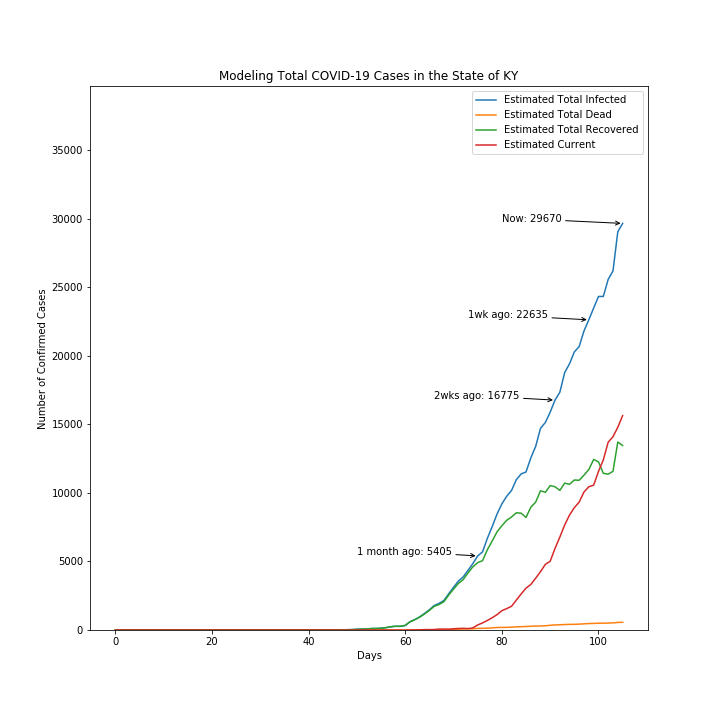 Modeling Total COVID-19 Cases in the State of KY
Estimated Total Infected
Estimated Total Dead
Estimated Total Recovered
Estimated Current
35000
30000
25000
20000
15000
10000
5000
0
Number of Confirmed Cases
Now: 29670
1wk ago: 22635
2wks ago: 16775
1 month ago: 5405
0 20 40 60 80 100
Days